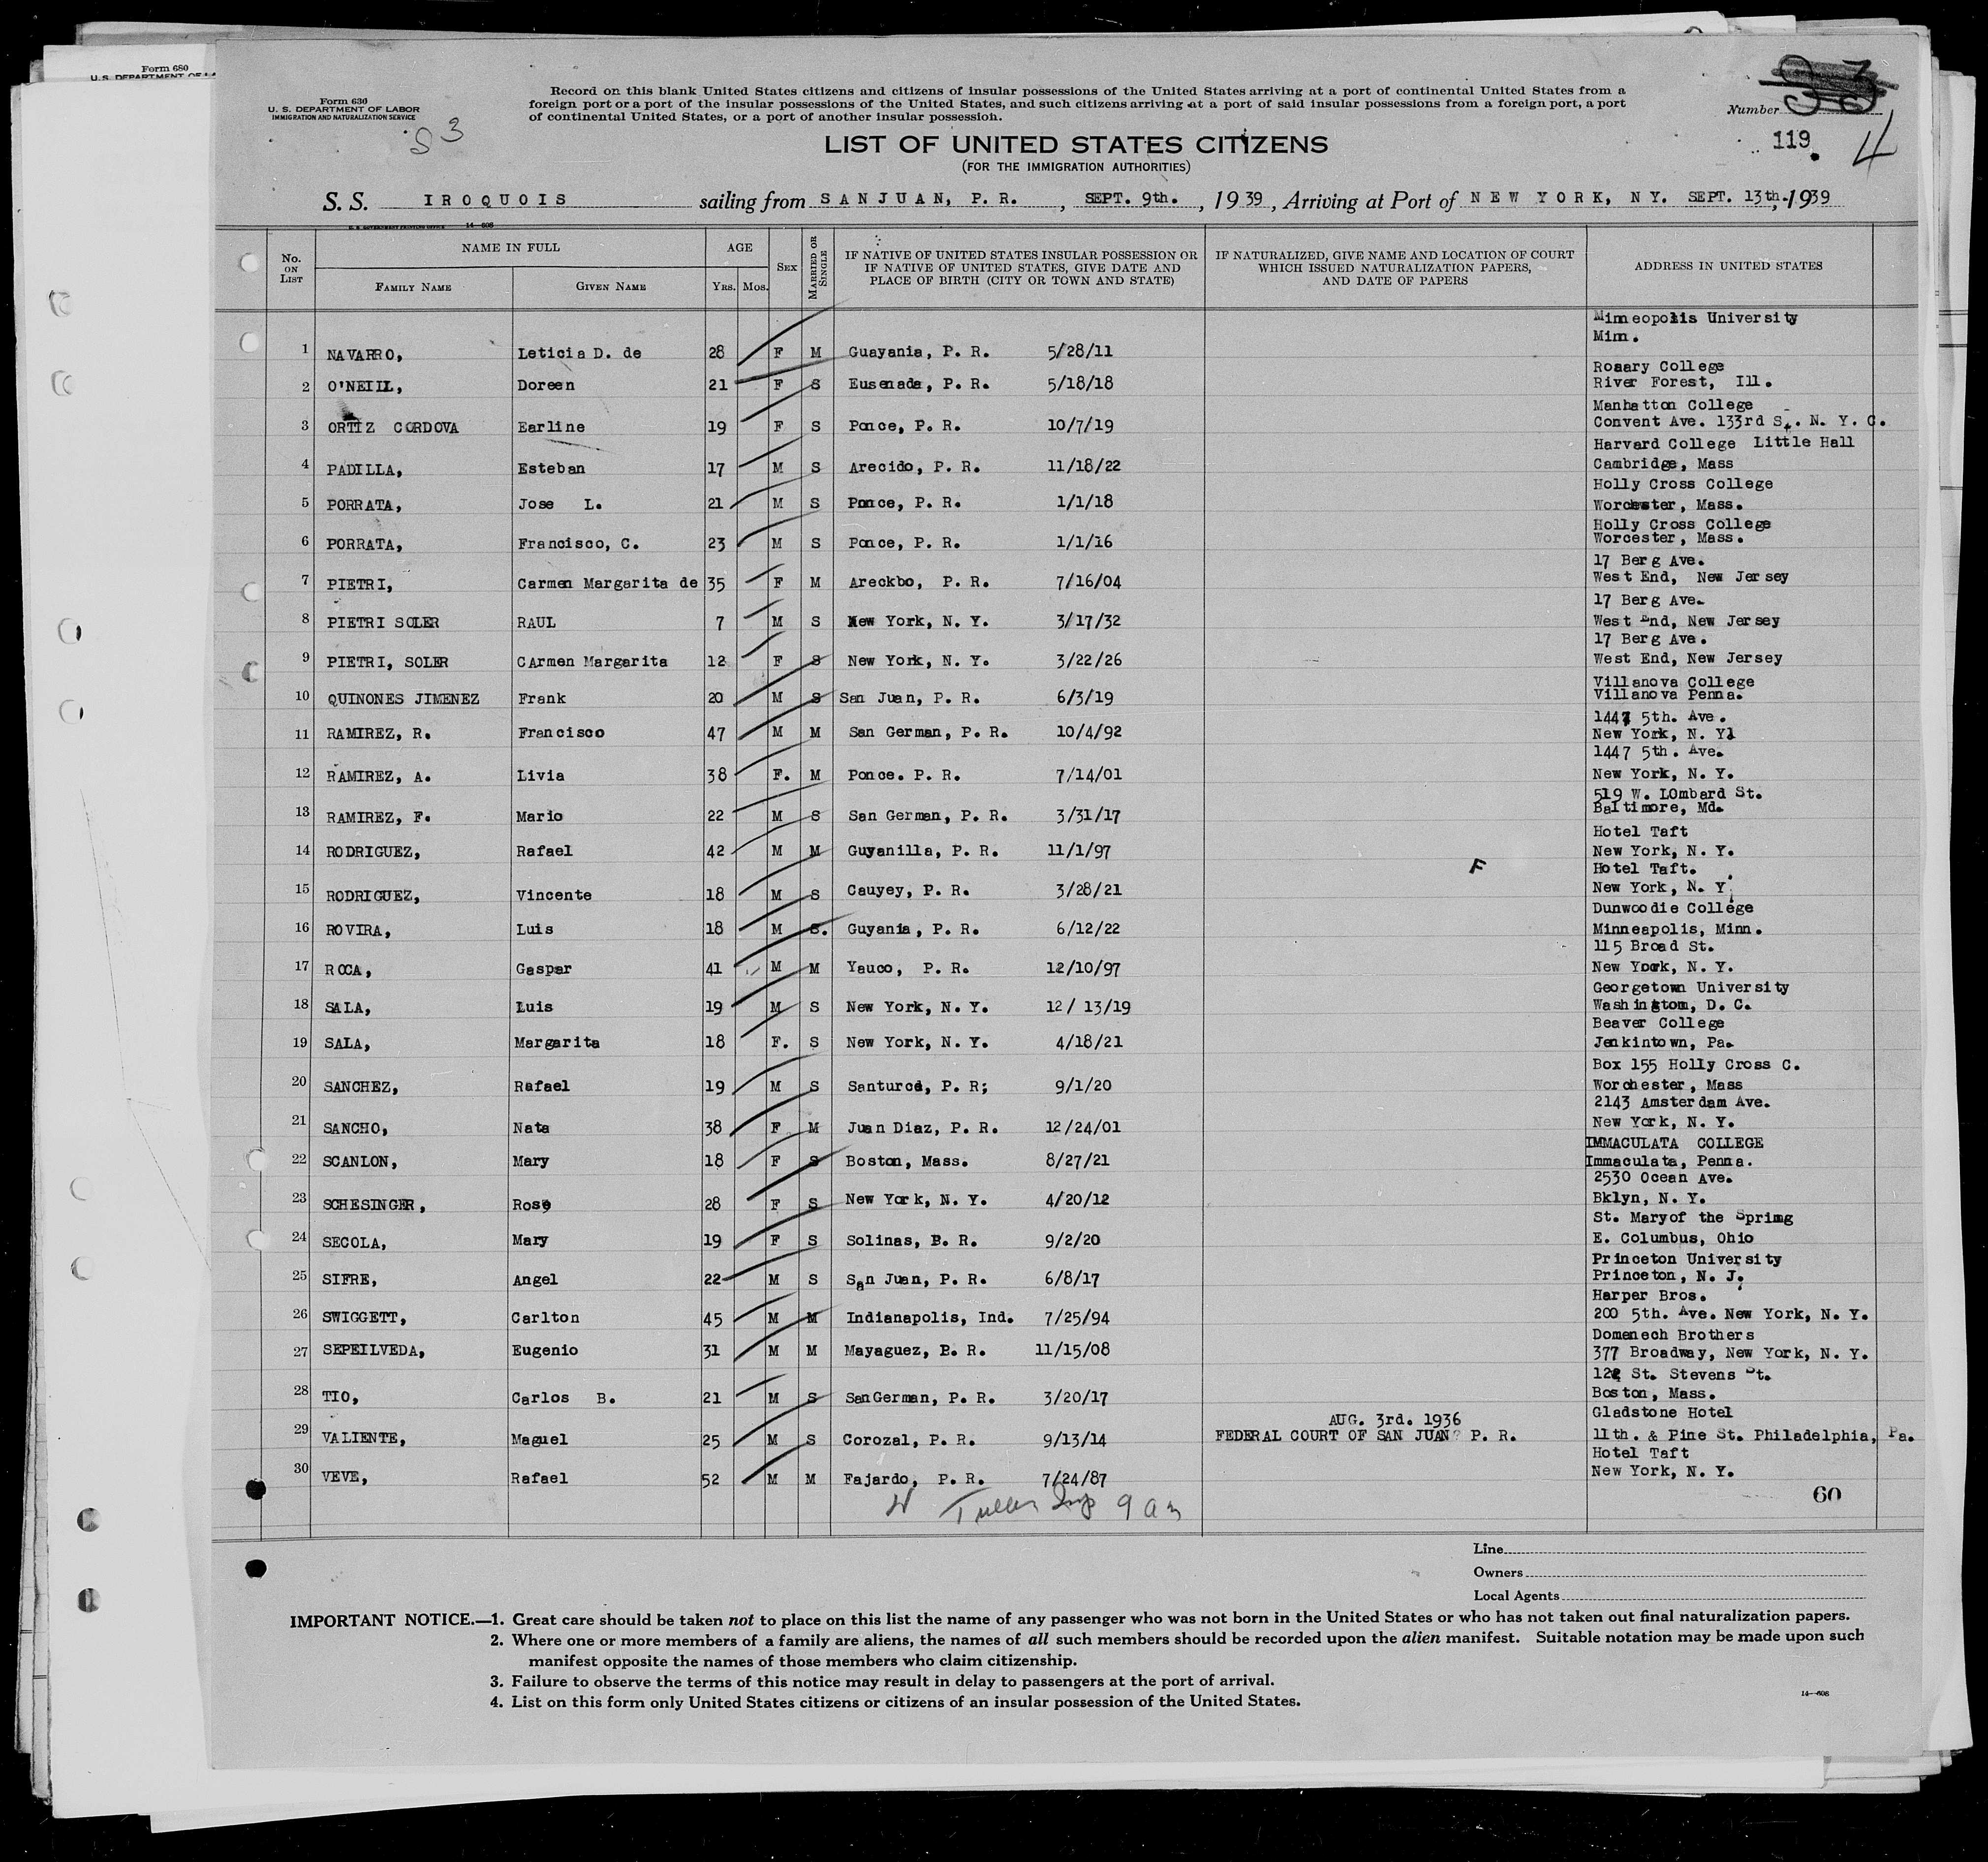 Form 680
U. S. DEPARTMENT OF LA
Form 630
U. S. DEPARTMENT OF LABOR
IMMIGRATION AND NATURALIZATION SERVICE
S 3
Record on this blank United States citizens and citizens of insular possessions of the United States arriving at a port of continental United States from a
foreign port or a port of the insular possessions of the United States, and such citizens arriving at a port of said insular possessions from a foreign port, a port
of continental United States, or a port of another insular possession.
Number 33
119
4
LIST OF UNITED STATES CITIZENS
(FOR THE IMMIGRATION AUTHORITIES)
S. S. IROQUOIS sailing from SAN JUAN, P. R., SEPT. 9th., 1939, Arriving at Port of NEW YORK, NY. SEPT. 13th., 1939
No. ON LIST NAME IN FULL FAMILY NAME GIVEN NAME AGE YRS. MOS. SEX MARRIED OR SINGLE IF NATIVE OF UNITED STATES INSULAR POSSESSION OR IF NATIVE OF UNITED STATES, GIVE DATE AND PLACE OF BIRTH (CITY OR TOWN AND STATE) IF NATURALIZED, GIVE NAME AND LOCATION OF COURT WHICH ISSUED NATURALIZATION PAPERS, AND DATE OF PAPERS ADDRESS IN UNITED STATES
Minneopolis University
Minn.
1 NAVARRO, Leticia D. de 28 F M Guayania, P. R. 5/28/11
Rosary College
2 O'NEILL, Doreen 21 F S Eusenada, P. R. 5/18/18 River Forest, Ill.
Manhatton College
3 ORTIZ CORDOVA Earline 19 F S Ponce, P. R. 10/7/19 Convent Ave. 133rd St. N. Y. C.
Harvard College Little Hall
4 PADILLA, Esteban 17 M S Arecido, P. R. 11/18/22 Cambridge, Mass
Holly Cross College
5 PORRATA, Jose L. 21 M S Ponce, P. R. 1/1/18 Worcester, Mass.
Holly Cross College
6 PORRATA, Francisco, C. 23 M S Ponce, P. R. 1/1/16 Worcester, Mass.
17 Berg Ave.
7 PIETRI, Carmen Margarita de 35 F M Areckbo, P. R. 7/16/04 West End, New Jersey
17 Berg Ave.
8 PIETRI SOLER RAUL 7 M S New York, N. Y. 3/17/32 West End, New Jersey
17 Berg Ave.
9 PIETRI, SOLER CArmen Margarita 12 F S New York, N. Y. 3/22/26 West End, New Jersey
Villanova College
10 QUINONES JIMENEZ Frank 20 M S San Juan, P. R. 6/3/19 Villanova Penna.
1447 5th. Ave.
11 RAMIREZ, R. Francisco 47 M M San German, P. R. 10/4/92 New York, N. Yl
1447 5th. Ave.
12 RAMIREZ, A. Livia 38 F. M Ponce. P. R. 7/14/01 New York, N. Y.
519 W. LOmbard St.
13 RAMIREZ, F. Mario 22 M S San German, P. R. 3/31/17 Baltimore, Md.
Hotel Taft
14 RODRIGUEZ, Rafael 42 M M Guyanilla, P. R. 11/1/97 New York, N. Y.
F
Hotel Taft.
15 RODRIGUEZ, Vincente 18 M S Cauyey, P. R. 3/28/21 New York, N. Y.
Dunwoodie College
16 ROVIRA, Luis 18 M S. Guyania, P. R. 6/12/22 Minneapolis, Minn.
115 Broad St.
17 ROCA, Gaspar 41 M M Yauco, P. R. 12/10/97 New York, N. Y.
Georgetown University
18 SALA, Luis 19 M S New York, N. Y. 12/ 13/19 Washington, D. C.
Beaver College
19 SALA, Margarita 18 F. S New York, N. Y. 4/18/21 Jenkintown, Pa.
Box 155 Holly Cross C.
20 SANCHEZ, Rafael 19 M S Santurce, P. R; 9/1/20 Worchester, Mass
2143 Amsterdam Ave.
21 SANCHO, Nata 38 F M Juan Diaz, P. R. 12/24/01 New York, N. Y.
IMMACULATA COLLEGE
22 SCANLON, Mary 18 F S Boston, Mass. 8/27/21 Immaculata, Penna.
2530 Ocean Ave.
23 SCHESINGER, Rose 28 F S New York, N. Y. 4/20/12 Bklyn, N. Y.
St. Maryof the Spring
24 SECOLA, Mary 19 F S Solinas, P. R. 9/2/20 E. Columbus, Ohio
Princeton University
25 SIFRE, Angel 22 M S San Juan, P. R. 6/8/17 Princeton, N. J.
Harper Bros.
26 SWIGGETT, Carlton 45 M M Indianapolis, Ind. 7/25/94 200 5th. Ave. New York, N. Y.
Domenech Brothers
27 SEPEILVEDA, Eugenio 31 M M Mayaguez, P. R. 11/15/08 377 Broadway, New York, N. Y.
122 St. Stevens St.
28 TIO, Carlos B. 21 M S SanGerman, P. R. 3/20/17 Boston, Mass.
AUG. 3rd. 1936 Gladstone Hotel
29 VALIENTE, Maguel 25 M S Corozal, P. R. 9/13/14 FEDERAL COURT OF SAN JUAN? P. R. 11th. & Pine St. Philadelphia, Pa.
Hotel Taft
30 VEVE, Rafael 52 M M Fajardo, P. R. 7/24/87 New York, N. Y.
60
Insp 9 am
Line
Owners
Local Agents
IMPORTANT NOTICE.—1. Great care should be taken not to place on this list the name of any passenger who was not born in the United States or who has not taken out final naturalization papers.
2. Where one or more members of a family are aliens, the names of all such members should be recorded upon the alien manifest. Suitable notation may be made upon such
manifest opposite the names of those members who claim citizenship.
3. Failure to observe the terms of this notice may result in delay to passengers at the port of arrival.
4. List on this form only United States citizens or citizens of an insular possession of the United States.
14—608